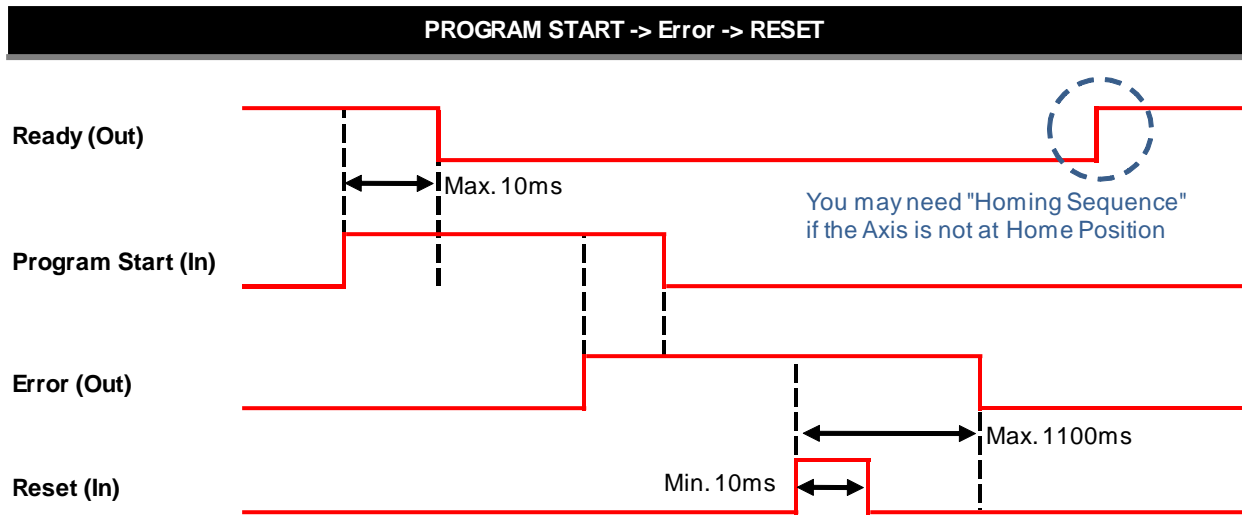 PROGRAM START -> Error -> RESET
Ready (Out)
Max. 10ms
You may need "Homing Sequence"
if the Axis is not at Home Position
Program Start (In)
Error (Out)
Max. 1100ms
Min. 10ms
Reset (In)